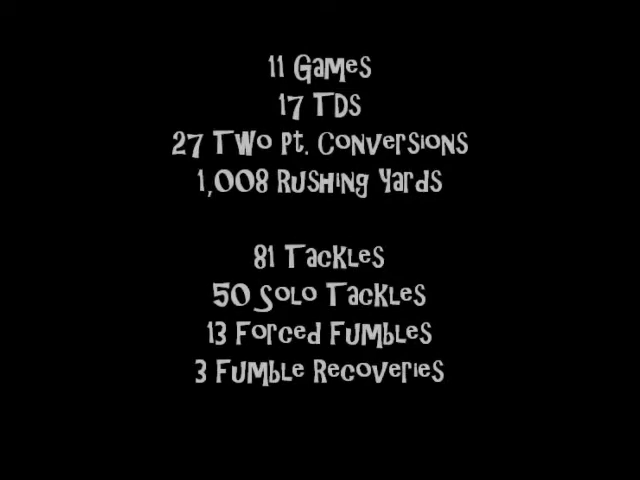 11 Games
17 TDs
27 Two Pt. Conversions
1,008 Rushing Yards
81 Tackles
50 Solo Tackles
13 Forced Fumbles
3 Fumble Recoveries